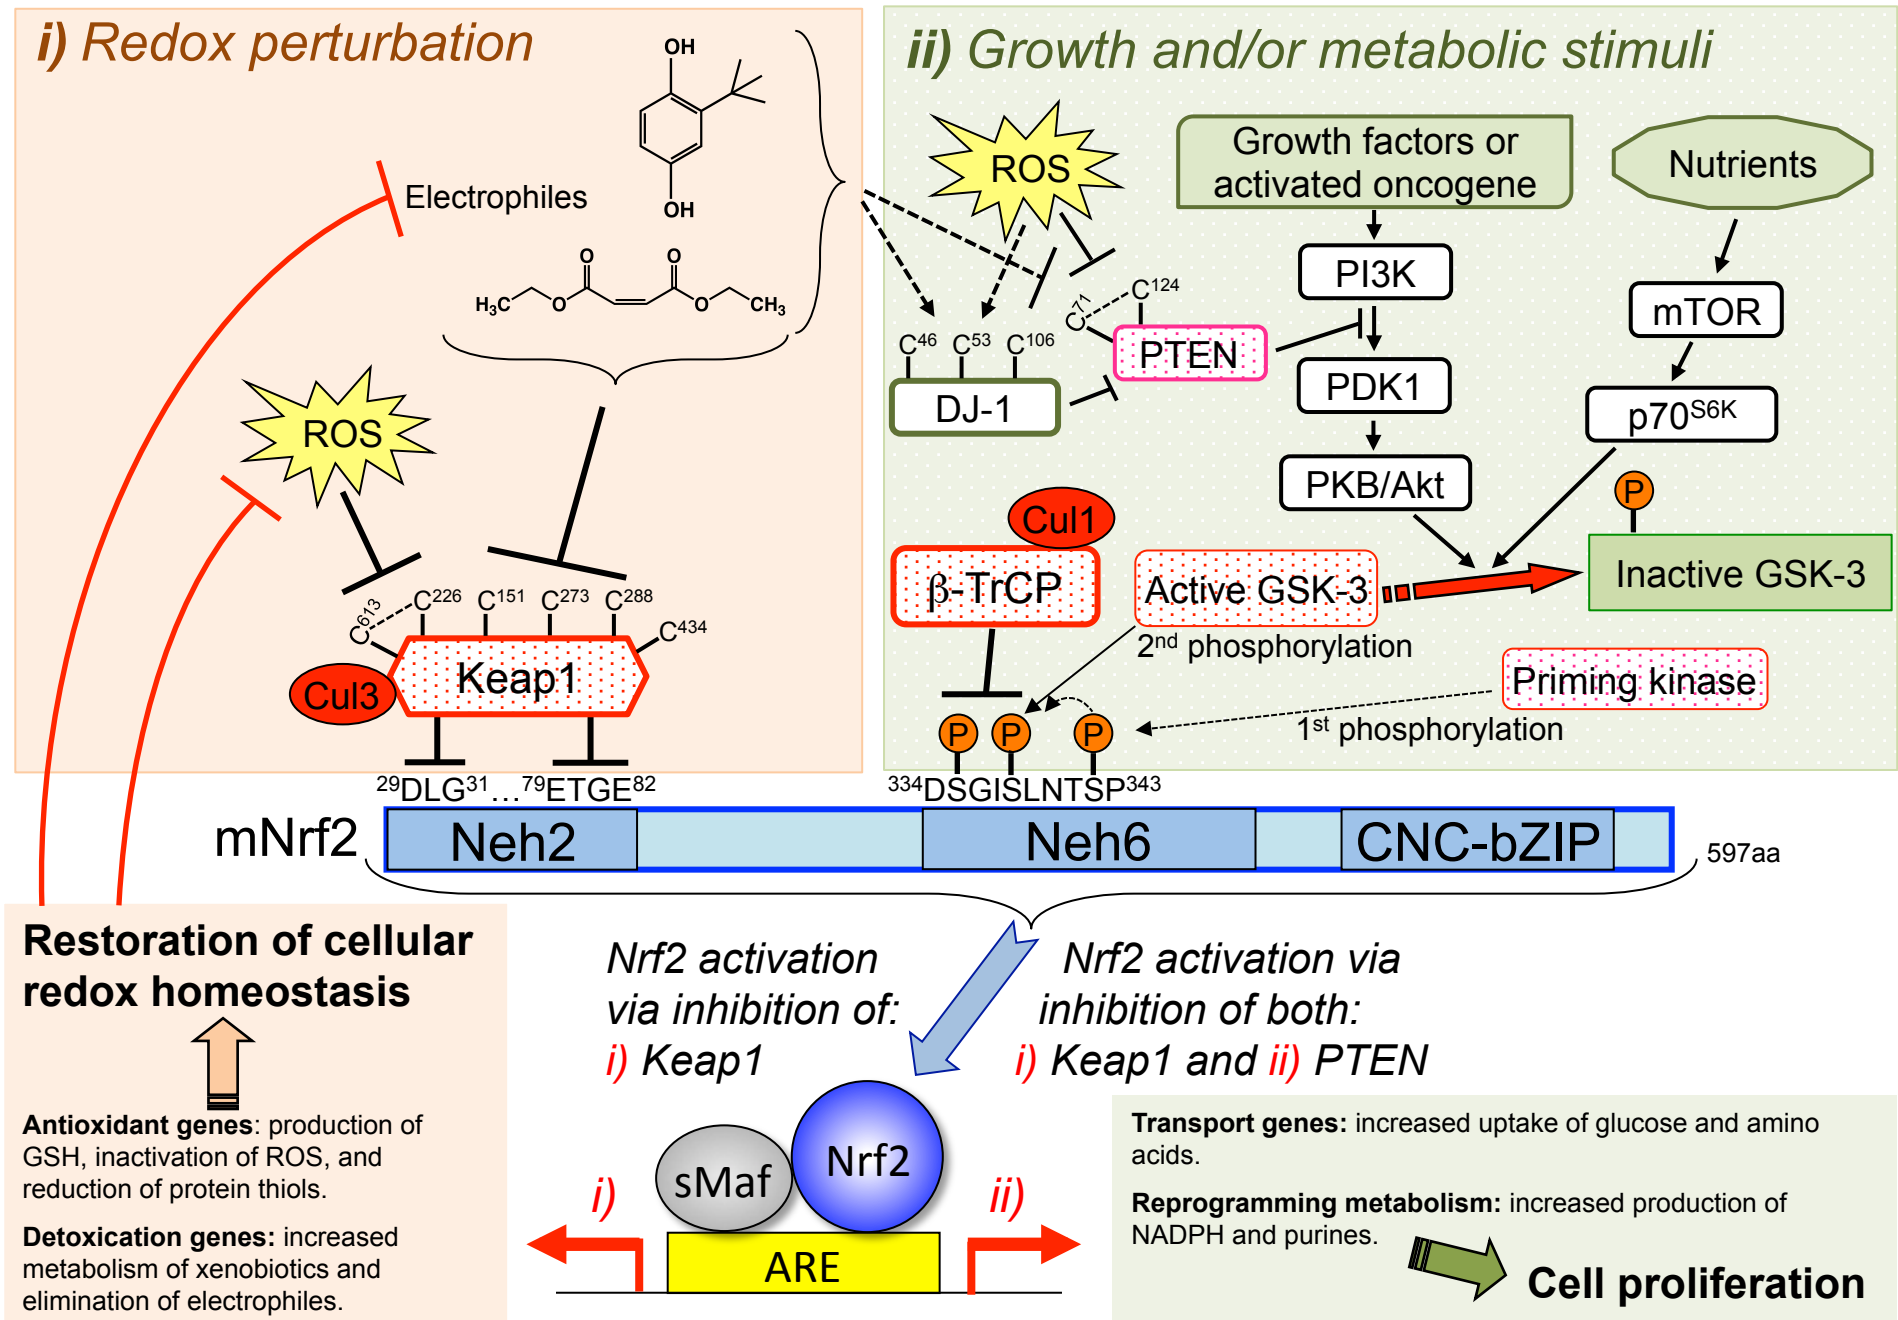 i) Redox perturbation
OH
OH
Electrophiles
O
O
H₃C
O
O
CH₃
ROS
C⁶¹³
C²²⁶
C¹⁵¹
C²⁷³
C²⁸⁸
C⁴³⁴
Keap1
Cul3
ii) Growth and/or metabolic stimuli
ROS
Growth factors or
activated oncogene
Nutrients
PI3K
mTOR
C⁷¹
C¹²⁴
PTEN
C⁴⁶
C⁵³
C¹⁰⁶
DJ-1
PDK1
p70ˢ⁶ᴷ
PKB/Akt
P
Cul1
β-TrCP
Active GSK-3
Inactive GSK-3
2ⁿᵈ phosphorylation
Priming kinase
1ˢᵗ phosphorylation
P
P
P
²⁹DLG³¹...⁷⁹ETGE⁸²
³³⁴DSGISLNTSP³⁴³
mNrf2
Neh2
Neh6
CNC-bZIP
597aa
Restoration of cellular
redox homeostasis
Antioxidant genes: production of
GSH, inactivation of ROS, and
reduction of protein thiols.
Detoxication genes: increased
metabolism of xenobiotics and
elimination of electrophiles.
Nrf2 activation
via inhibition of:
i) Keap1
Nrf2 activation via
inhibition of both:
i) Keap1 and ii) PTEN
sMaf
Nrf2
i)
ii)
ARE
Transport genes: increased uptake of glucose and amino
acids.
Reprogramming metabolism: increased production of
NADPH and purines.
Cell proliferation